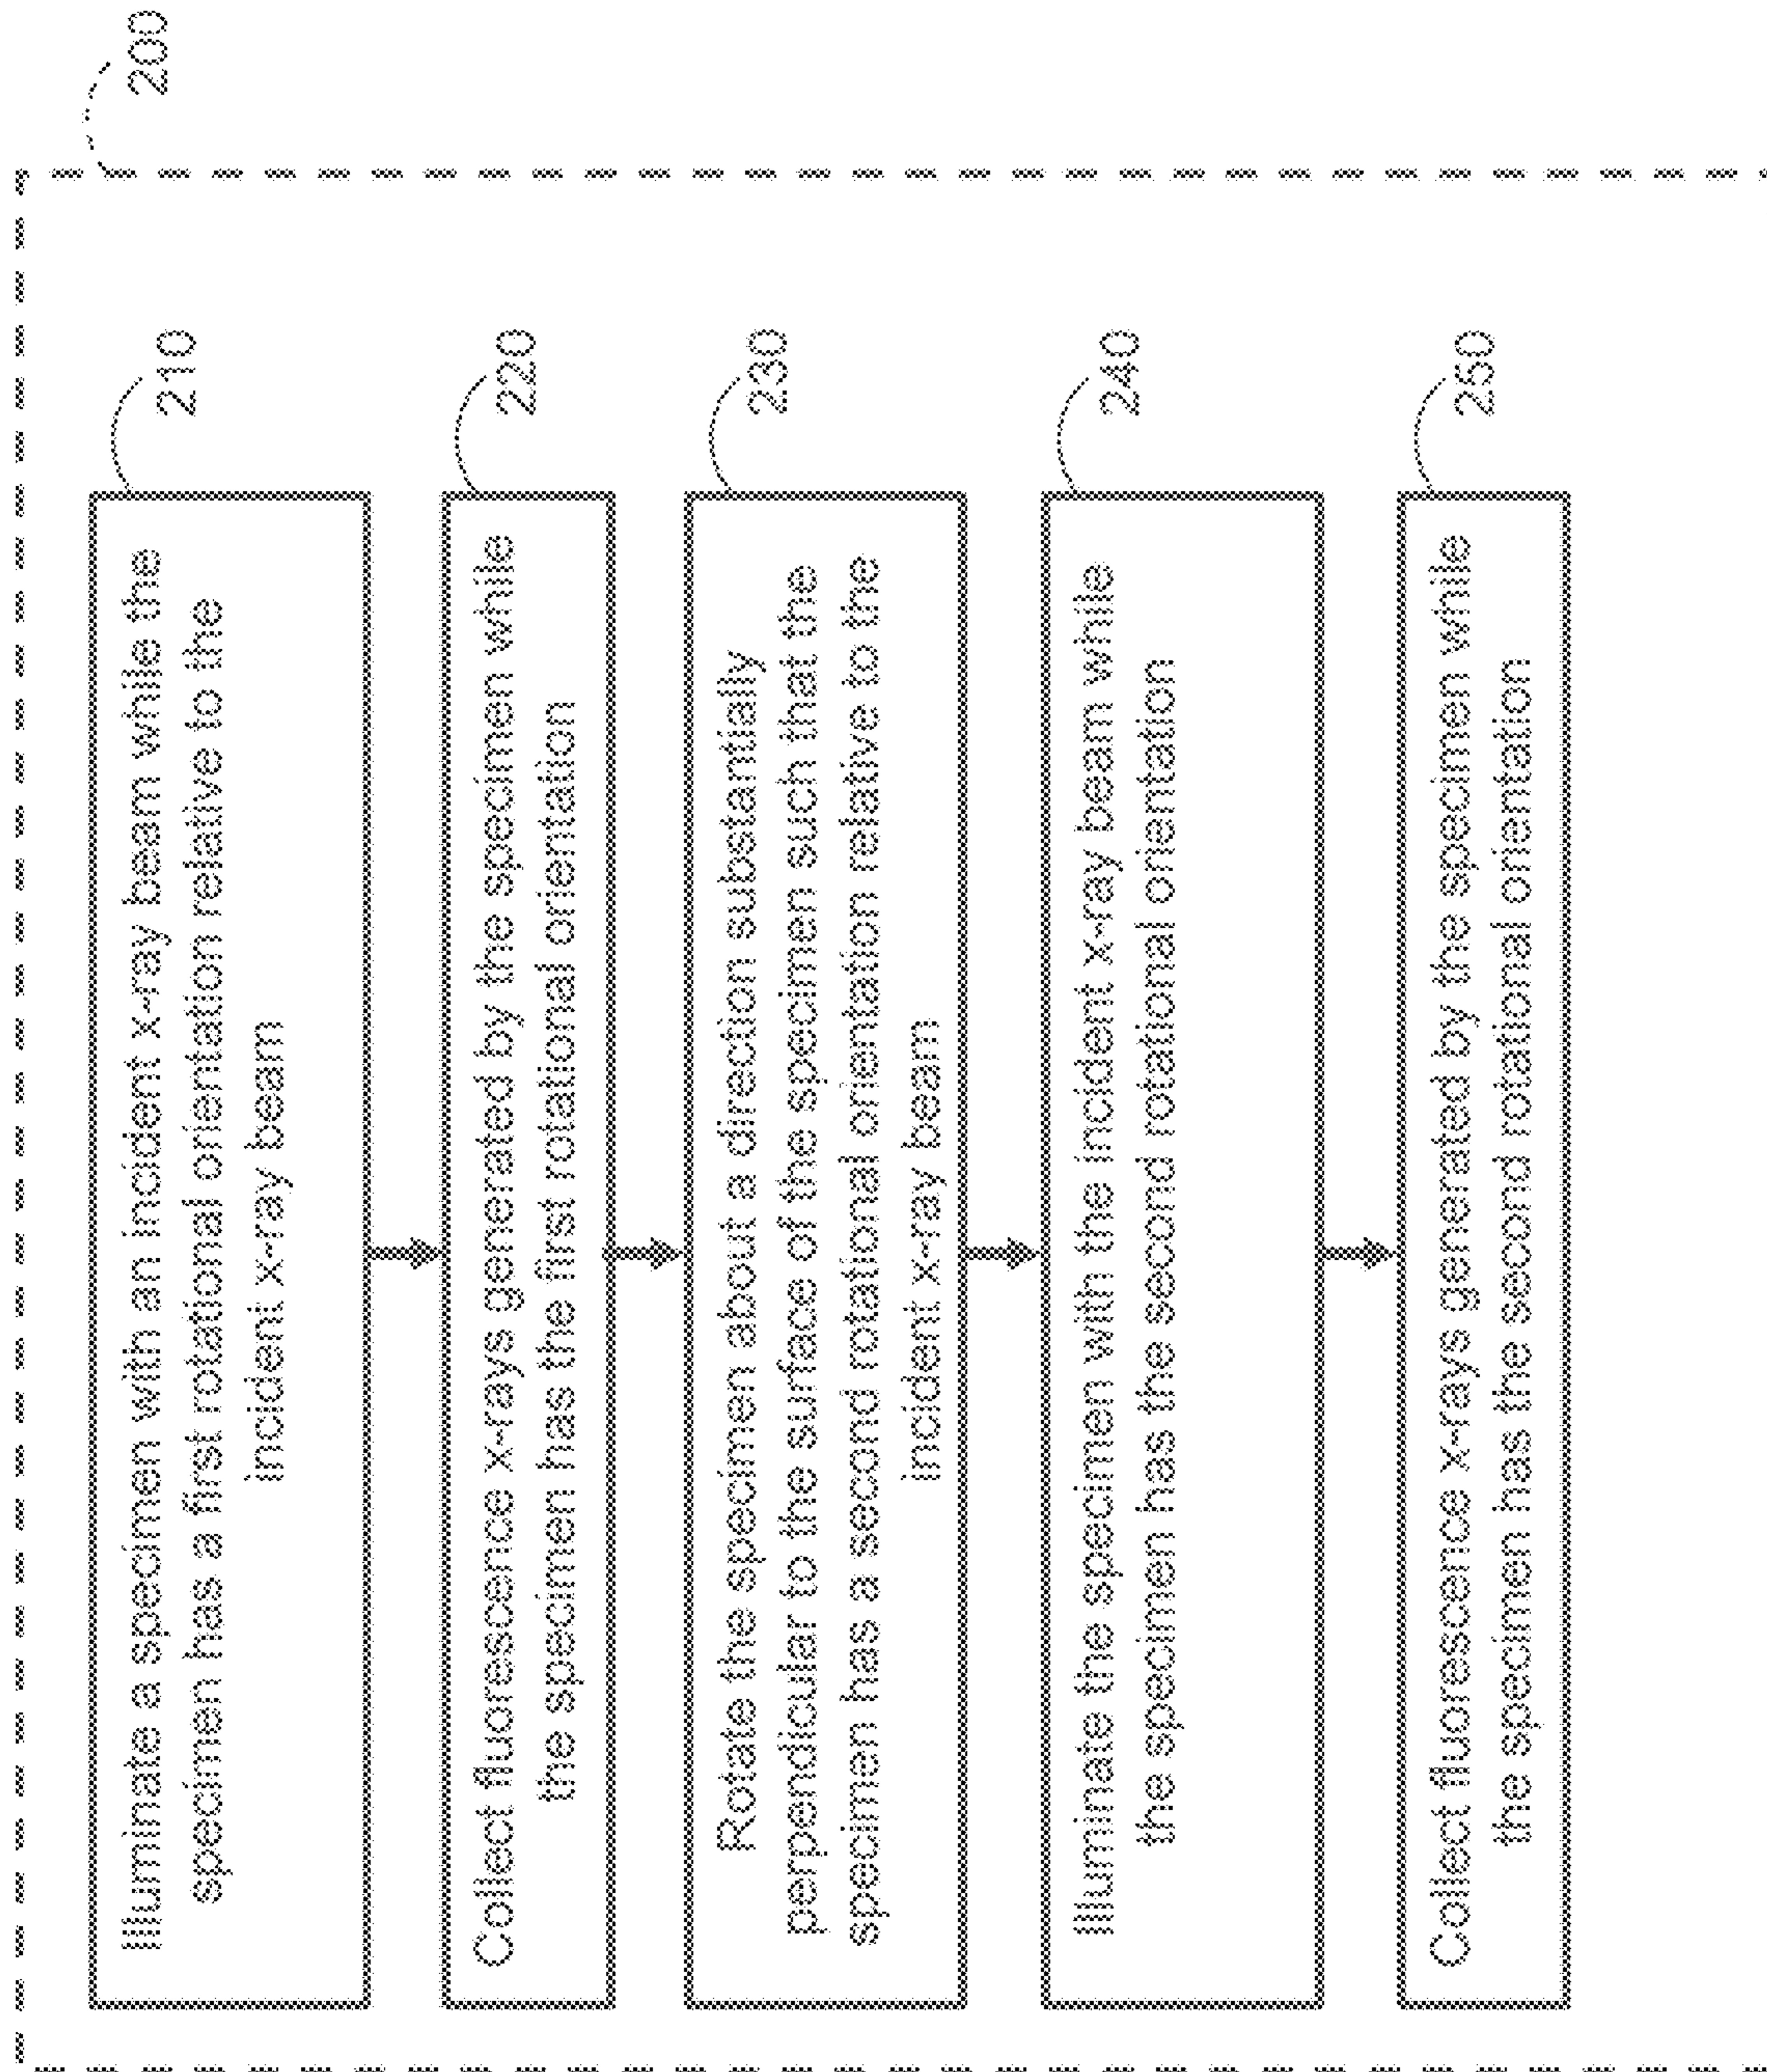 200
210
Illuminate a specimen with an incident x-ray beam while the
specimen has a first rotational orientation relative to the
incident x-ray beam
220
Collect fluorescence x-rays generated by the specimen while
the specimen has the first rotational orientation
230
Rotate the specimen about a direction substantially
perpendicular to the surface of the specimen such that the
specimen has a second rotational orientation relative to the
incident x-ray beam
240
Illuminate the specimen with the incident x-ray beam while
the specimen has the second rotational orientation
250
Collect fluorescence x-rays generated by the specimen while
the specimen has the second rotational orientation